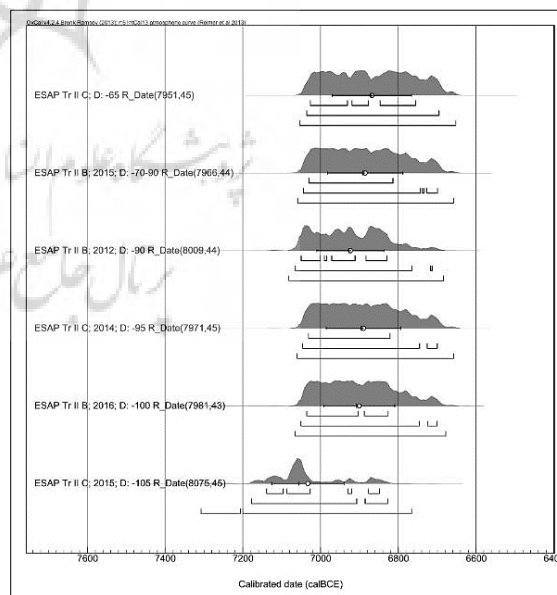 OxCal v4.2.4 Bronk Ramsey (2013); r:5 IntCal13 atmospheric curve (Reimer et al 2013)
ESAP Tr II C; D: -65 R_Date(7951,45)
ESAP Tr II B; 2015; D: -70-90 R_Date(7966,44)
ESAP Tr II B; 2012; D: -90 R_Date(8009,44)
ESAP Tr II C; 2014; D: -95 R_Date(7971,45)
ESAP Tr II B; 2016; D: -100 R_Date(7981,43)
ESAP Tr II C; 2015; D: -105 R_Date(8075,45)
7600 7400 7200 7000 6800 6600 640
Calibrated date (calBCE)